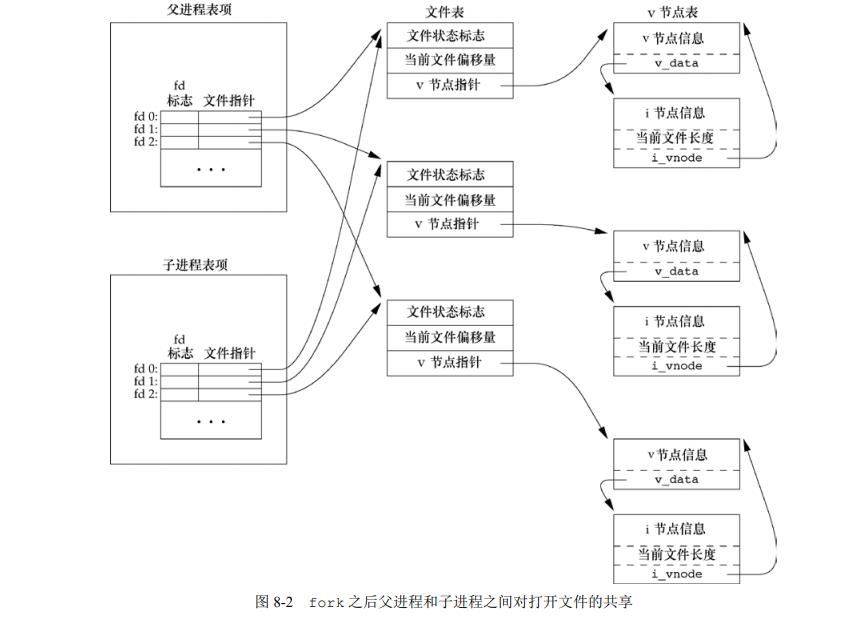 父进程表项
fd
标志 文件指针
fd 0:
fd 1:
fd 2:
• • •
子进程表项
fd
标志 文件指针
fd 0:
fd 1:
fd 2:
• • •
文件表
文件状态标志
当前文件偏移量
v 节点指针
文件状态标志
当前文件偏移量
v 节点指针
文件状态标志
当前文件偏移量
v 节点指针
v 节点表
v 节点信息
v_data
i 节点信息
当前文件长度
i_vnode
v 节点信息
v_data
i 节点信息
当前文件长度
i_vnode
v 节点信息
v_data
i 节点信息
当前文件长度
i_vnode
图 8-2 fork 之后父进程和子进程之间对打开文件的共享